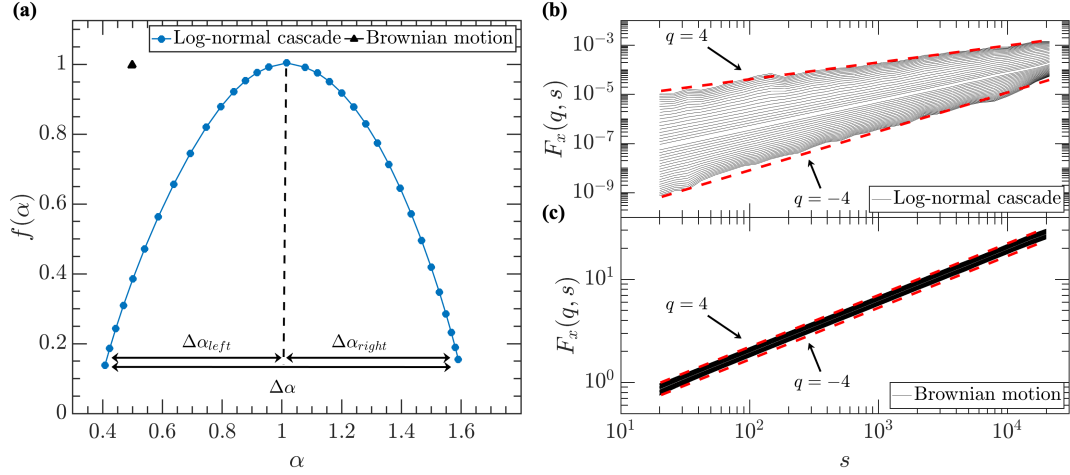 (a)
Log-normal cascade
Brownian motion
f(α)
1
0.8
0.6
0.4
0.2
0
Δα_left
Δα_right
Δα
0.4 0.6 0.8 1 1.2 1.4 1.6
α
(b)
q = 4
F_x(q, s)
10^-3
10^-5
10^-7
10^-9
q = −4
Log-normal cascade
(c)
q = 4
F_x(q, s)
10^1
10^0
q = −4
Brownian motion
10^1 10^2 10^3 10^4
s